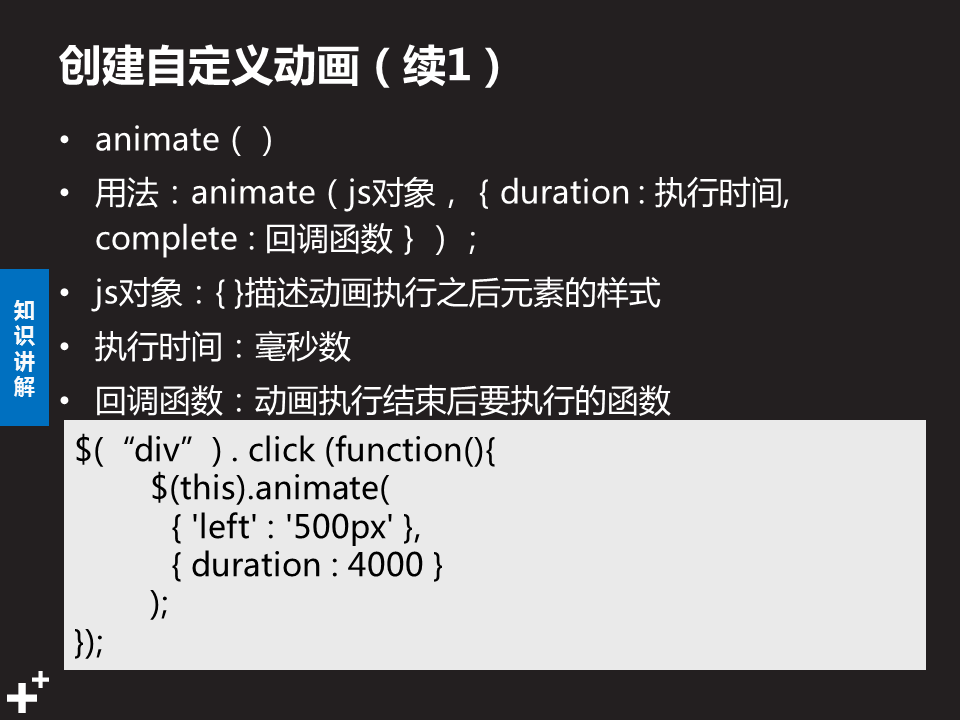 创建自定义动画（续1）
• animate（ ）
• 用法：animate（js对象，｛duration : 执行时间,
complete : 回调函数｝）；
• js对象：{ }描述动画执行之后元素的样式
• 执行时间：毫秒数
• 回调函数：动画执行结束后要执行的函数
知
识
讲
解
$(“div”) . click (function(){
$(this).animate(
{ 'left' : '500px' },
{ duration : 4000 }
);
});